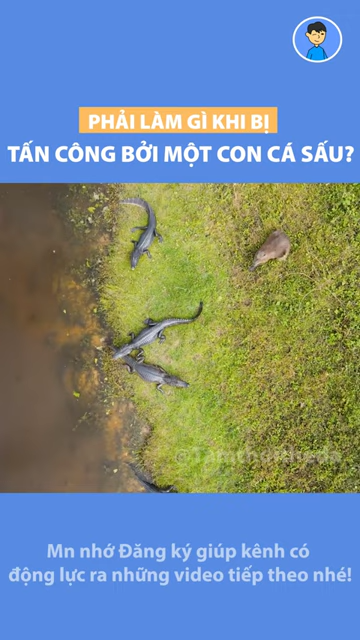 PHẢI LÀM GÌ KHI BỊ
TẤN CÔNG BỞI MỘT CON CÁ SẤU?
Mn nhớ Đăng ký giúp kênh có
động lực ra những video tiếp theo nhé!